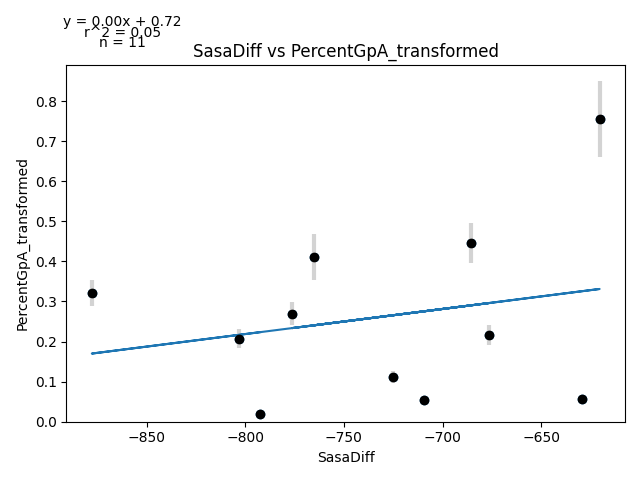 y = 0.00x + 0.72
r^2 = 0.05
n = 11
SasaDiff vs PercentGpA_transformed
PercentGpA_transformed
0.8
0.7
0.6
0.5
0.4
0.3
0.2
0.1
0.0
−850
−800
−750
−700
−650
SasaDiff